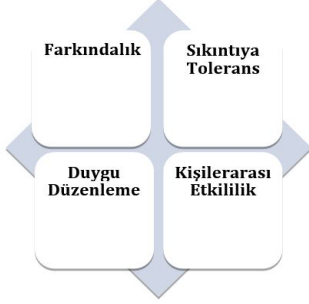 Farkındalık
Sıkıntıya
Tolerans
Duygu
Düzenleme
Kişilerarası
Etkililik